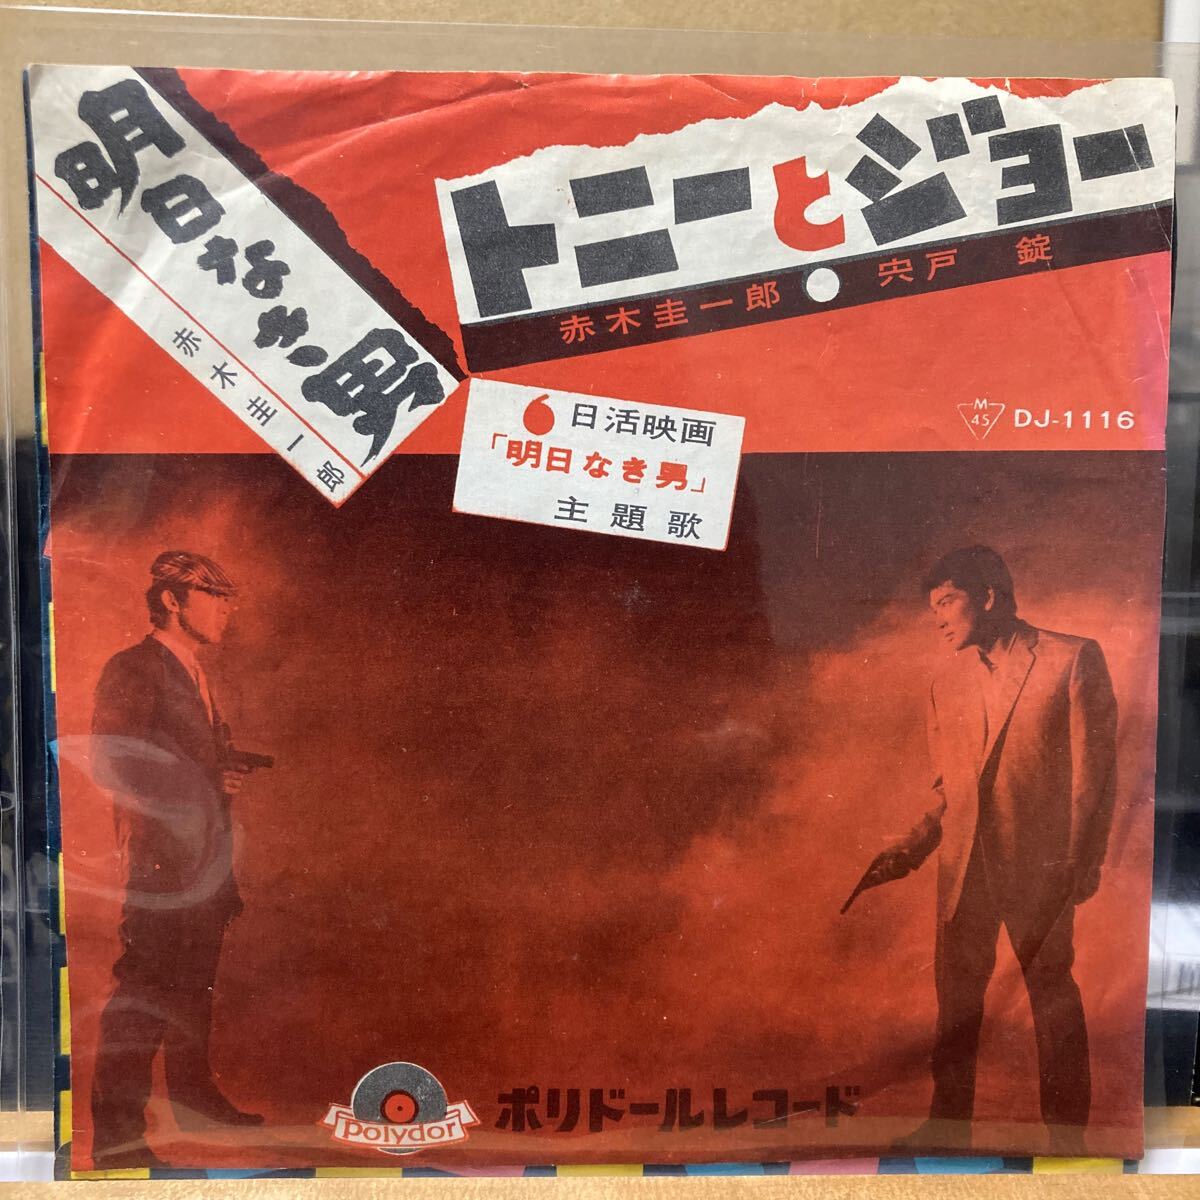 明日なき男
赤木圭一郎
トニーとジョー
赤木圭一郎●宍戸 錠
日活映画
「明日なき男」
主題歌
M
45
DJ-1116
Polydor
ポリドールレコード